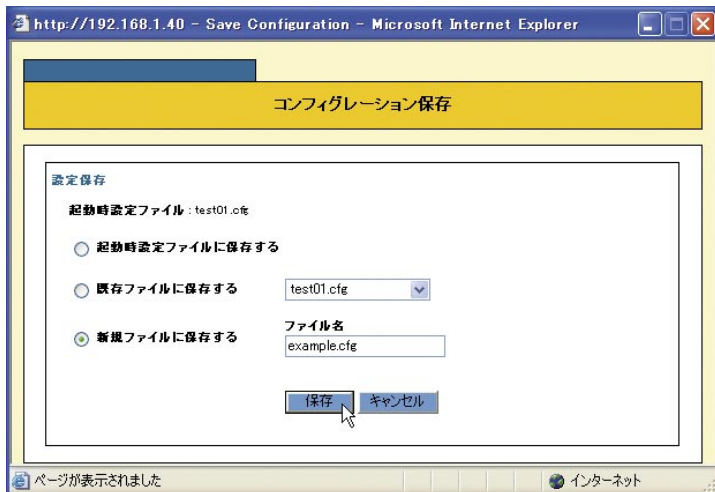 http://192.168.1.40 - Save Configuration - Microsoft Internet Explorer
コンフィグレーション保存
設定保存
起動時設定ファイル : test01.cfg
起動時設定ファイルに保存する
既存ファイルに保存する test01.cfg
ファイル名
新規ファイルに保存する example.cfg
保存 キャンセル
ページが表示されました インターネット